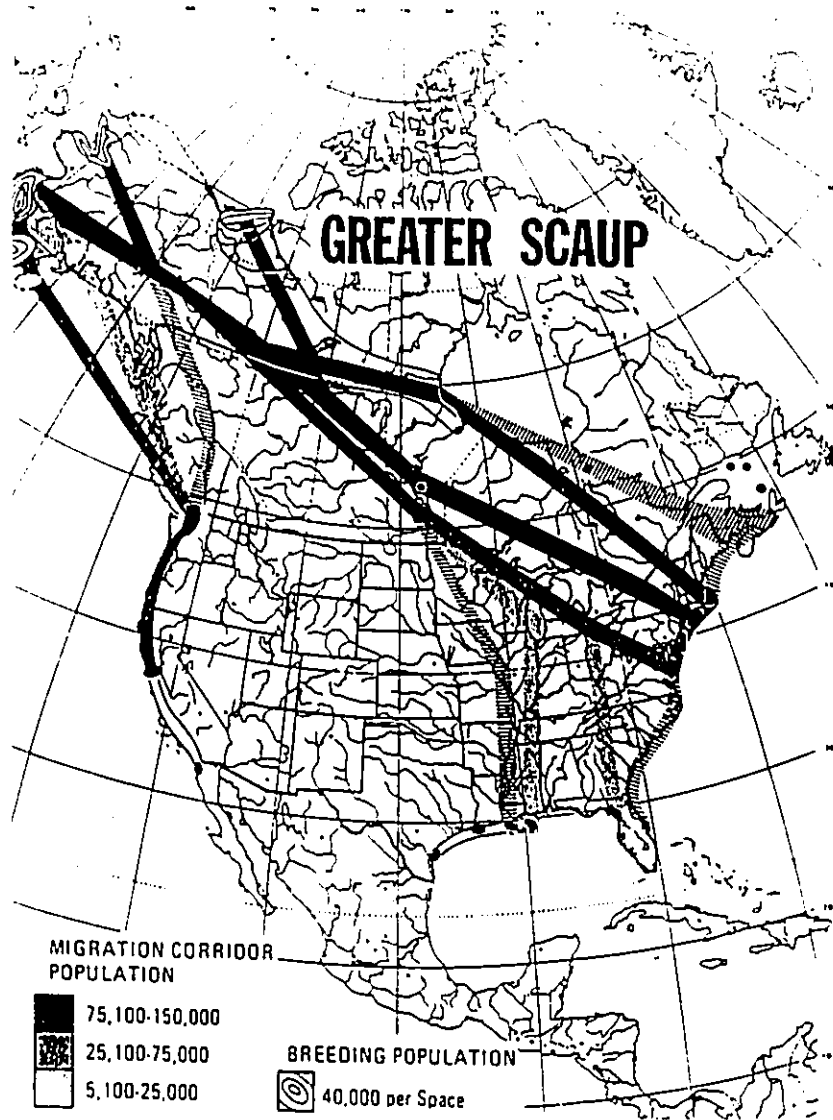 GREATER SCAUP
MIGRATION CORRIDOR
POPULATION
75,100-150,000
25,100-75,000
5,100-25,000
BREEDING POPULATION
40,000 per Space